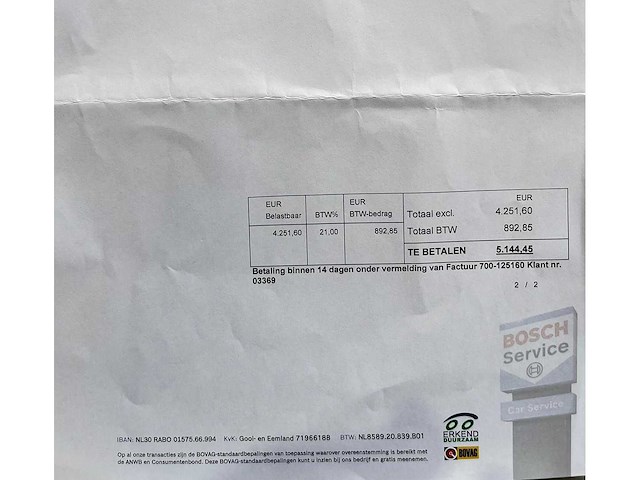 EUR EUR EUR
Belastbaar BTW% BTW-bedrag Totaal excl. 4.251,60
4.251,60 21,00 892,85 Totaal BTW 892,85
TE BETALEN 5.144,45
Betaling binnen 14 dagen onder vermelding van Factuur 700-125160 Klant nr.
03369
2 / 2
BOSCH
Service
Car Service
IBAN: NL30 RABO 01575.66.994 KvK: Gooi- en Eemland 71966188 BTW: NL8589.20.839.B01
ERKEND
DUURZAAM
BOVAG
Op al onze transacties zijn de BOVAG-standaardbepalingen van toepassing waarover overeenstemming is bereikt met
de ANWB en Consumentenbond. Deze BOVAG-standaardbepalingen kunt u inzien bij ons bedrijf en gratis meenemen.